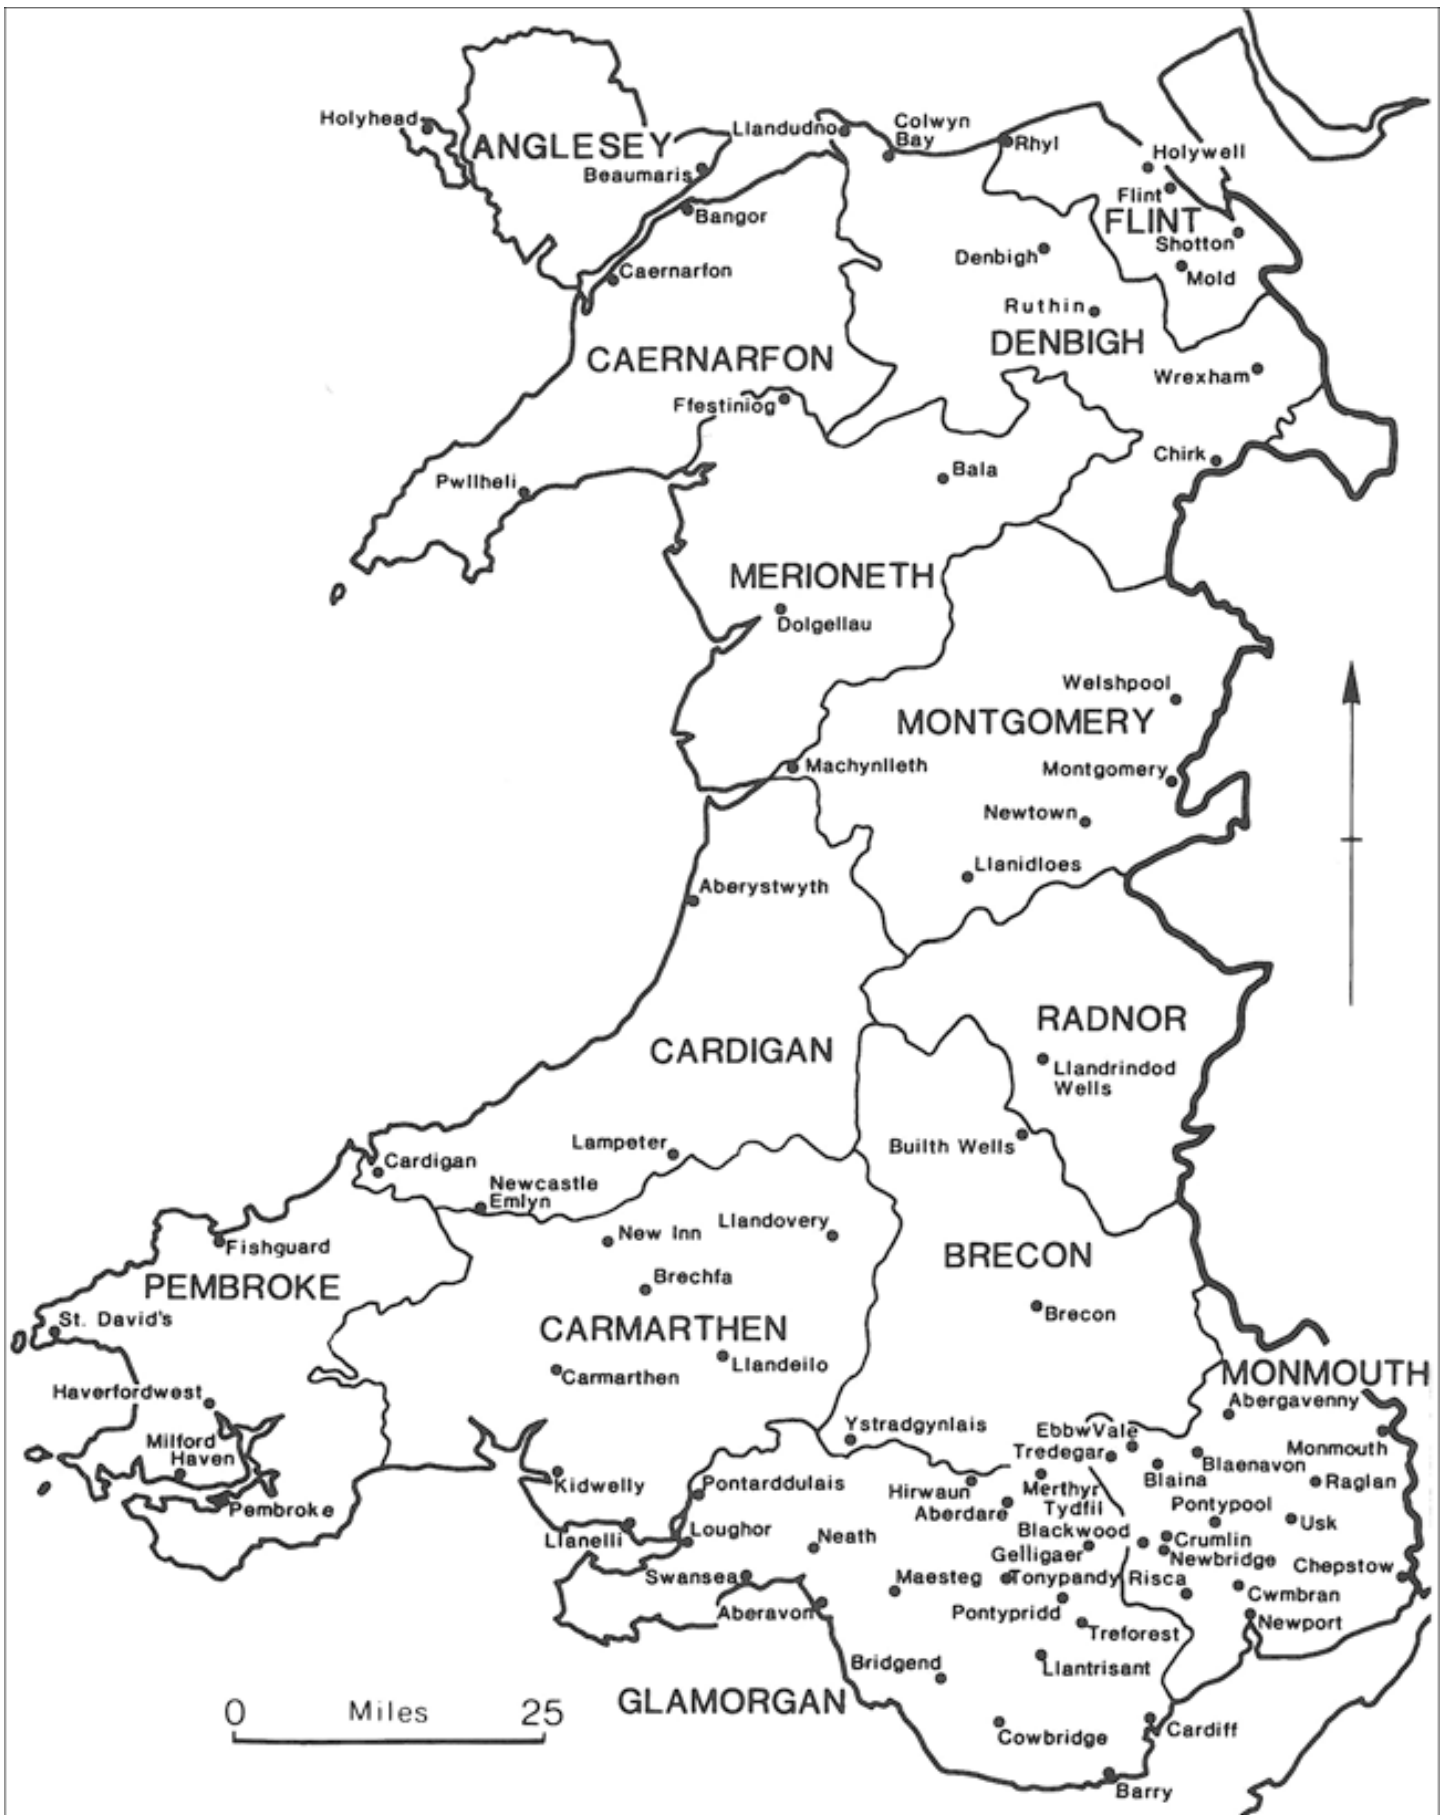 Holyhead
ANGLESEY
Beaumaris
Llandudno
Colwyn
Bay
Rhyl
Holywell
Flint
FLINT
Shotton
Mold
Bangor
Caernarfon
Denbigh
Ruthin
DENBIGH
CAERNARFON
Wrexham
Ffestiniog
Chirk
Bala
Pwllheli
MERIONETH
Dolgellau
Welshpool
MONTGOMERY
Machynlleth
Montgomery
Newtown
Llanidloes
Aberystwyth
RADNOR
CARDIGAN
Llandrindod
Wells
Lampeter
Builth Wells
Cardigan
Newcastle
Emlyn
New Inn
Llandovery
Fishguard
BRECON
PEMBROKE
Brechfa
St. David's
Brecon
CARMARTHEN
Llandeilo
Carmarthen
MONMOUTH
Haverfordwest
Abergavenny
Ystradgynlais
EbbwVale
Milford
Haven
Tredegar
Monmouth
Blaenavon
Kidwelly
Pontarddulais
Blaina
Raglan
Hirwaun
Merthyr
Tydfil
Pembroke
Aberdare
Pontypool
Usk
Llanelli
Loughor
Neath
Blackwood
Crumlin
Gelligaer
Newbridge
Chepstow
Swansea
Maesteg
Tonypandy
Risca
Cwmbran
Aberavon
Pontypridd
Newport
Treforest
Bridgend
Llantrisant
GLAMORGAN
0 Miles 25
Cowbridge
Cardiff
Barry